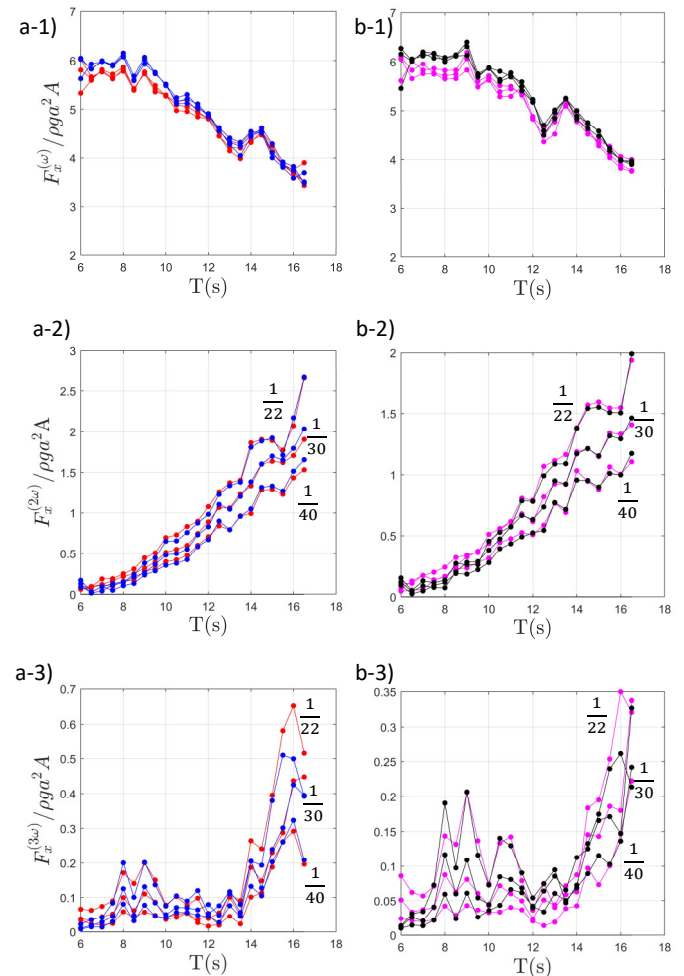 a-1)
b-1)
7
6
5
4
3
2
6 8 10 12 14 16 18
T(s)
F_x^{(ω)}/ρga²A
7
6
5
4
3
2
6 8 10 12 14 16 18
T(s)
a-2)
b-2)
3
2.5
2
1.5
1
0.5
0
6 8 10 12 14 16 18
T(s)
F_x^{(2ω)}/ρga²A
1/22
1/30
1/40
2
1.5
1
0.5
0
6 8 10 12 14 16 18
T(s)
1/22
1/30
1/40
a-3)
b-3)
0.7
0.6
0.5
0.4
0.3
0.2
0.1
0
6 8 10 12 14 16 18
T(s)
F_x^{(3ω)}/ρga²A
1/22
1/30
1/40
0.35
0.3
0.25
0.2
0.15
0.1
0.05
0
6 8 10 12 14 16 18
T(s)
1/22
1/30
1/40